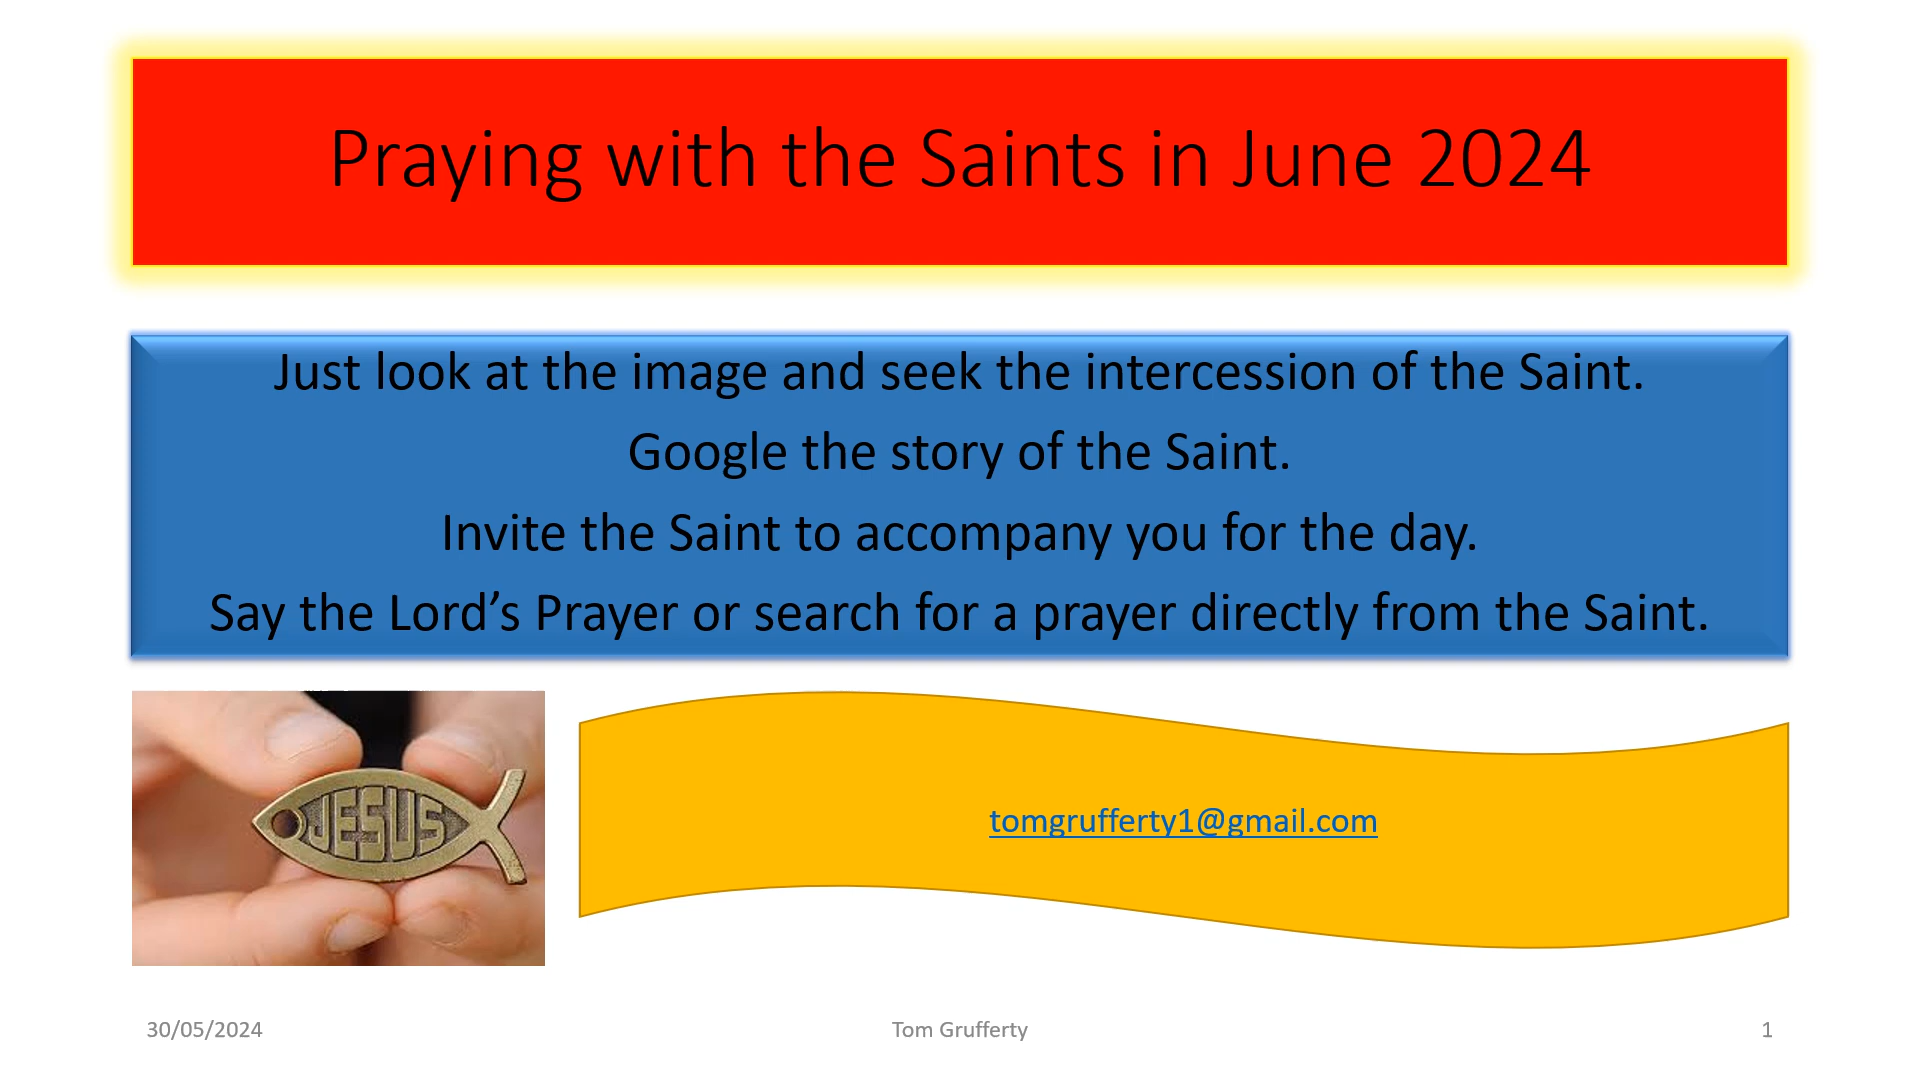 Praying with the Saints in June 2024
Just look at the image and seek the intercession of the Saint.
Google the story of the Saint.
Invite the Saint to accompany you for the day.
Say the Lord’s Prayer or search for a prayer directly from the Saint.
JESUS
tomgrufferty1@gmail.com
30/05/2024
Tom Grufferty
1